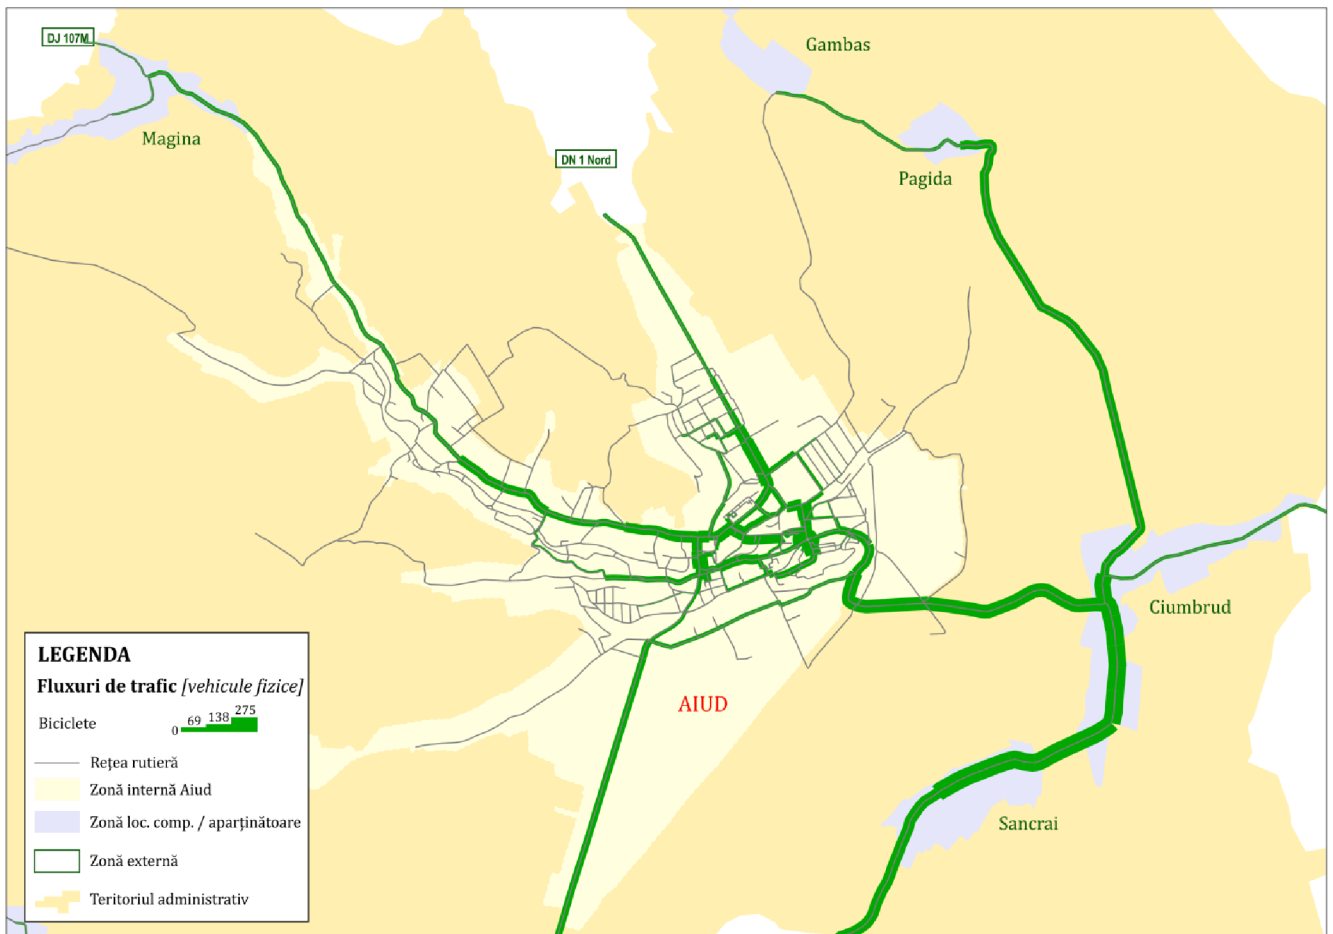 DJ 107M
Gambas
Magina
DN 1 Nord
Pagida
Ciumbrud
AIUD
Sancrai
LEGENDA
Fluxuri de trafic [vehicule fizice]
Biciclete
0 69 138 275
Rețea rutieră
Zonă internă Aiud
Zonă loc. comp. / aparținătoare
Zonă externă
Teritoriul administrativ